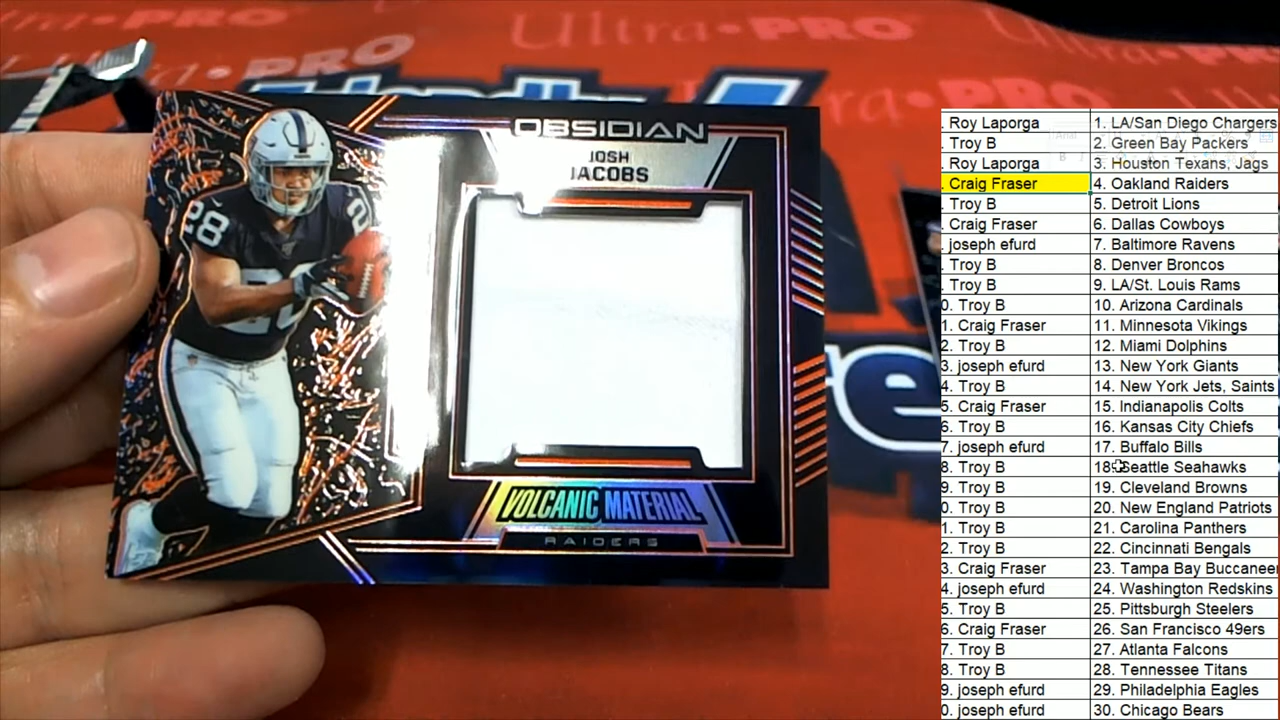 Ultra·PRO
PRO
OBSIDIAN
JOSH
JACOBS
28
VOLCANIC MATERIAL
RAIDERS
. Roy Laporga 1. LA/San Diego Chargers
. Troy B 2. Green Bay Packers
. Roy Laporga 3. Houston Texans, Jags
. Craig Fraser 4. Oakland Raiders
. Troy B 5. Detroit Lions
. Craig Fraser 6. Dallas Cowboys
. joseph efurd 7. Baltimore Ravens
. Troy B 8. Denver Broncos
. Troy B 9. LA/St. Louis Rams
0. Troy B 10. Arizona Cardinals
1. Craig Fraser 11. Minnesota Vikings
2. Troy B 12. Miami Dolphins
3. joseph efurd 13. New York Giants
4. Troy B 14. New York Jets, Saints
5. Craig Fraser 15. Indianapolis Colts
6. Troy B 16. Kansas City Chiefs
7. joseph efurd 17. Buffalo Bills
8. Troy B 18. Seattle Seahawks
9. Troy B 19. Cleveland Browns
0. Troy B 20. New England Patriots
1. Troy B 21. Carolina Panthers
2. Troy B 22. Cincinnati Bengals
3. Craig Fraser 23. Tampa Bay Buccaneer
4. joseph efurd 24. Washington Redskins
5. Troy B 25. Pittsburgh Steelers
6. Craig Fraser 26. San Francisco 49ers
7. Troy B 27. Atlanta Falcons
8. Troy B 28. Tennessee Titans
9. joseph efurd 29. Philadelphia Eagles
0. joseph efurd 30. Chicago Bears